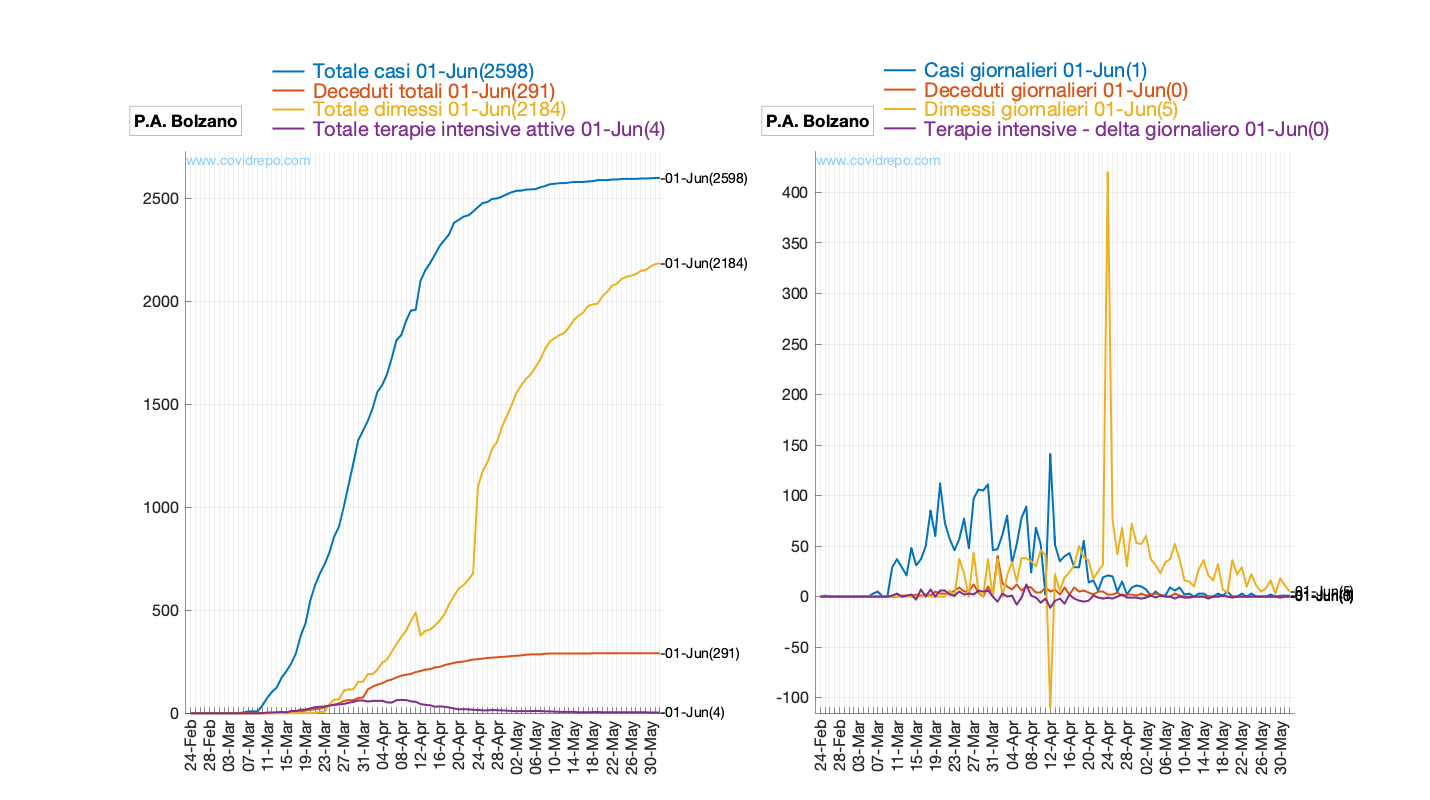 Totale casi 01-Jun(2598)
Deceduti totali 01-Jun(291)
Totale dimessi 01-Jun(2184)
Totale terapie intensive attive 01-Jun(4)
P.A. Bolzano
www.covidrepo.com
2500
2000
1500
1000
500
0
01-Jun(2598)
01-Jun(2184)
01-Jun(291)
01-Jun(4)
24-Feb
28-Feb
03-Mar
07-Mar
11-Mar
15-Mar
19-Mar
23-Mar
27-Mar
31-Mar
04-Apr
08-Apr
12-Apr
16-Apr
20-Apr
24-Apr
28-Apr
02-May
06-May
10-May
14-May
18-May
22-May
26-May
30-May
Casi giornalieri 01-Jun(1)
Deceduti giornalieri 01-Jun(0)
Dimessi giornalieri 01-Jun(5)
Terapie intensive - delta giornaliero 01-Jun(0)
P.A. Bolzano
www.covidrepo.com
400
350
300
250
200
150
100
50
0
-50
-100
01-Jun(5)
24-Feb
28-Feb
03-Mar
07-Mar
11-Mar
15-Mar
19-Mar
23-Mar
27-Mar
31-Mar
04-Apr
08-Apr
12-Apr
16-Apr
20-Apr
24-Apr
28-Apr
02-May
06-May
10-May
14-May
18-May
22-May
26-May
30-May